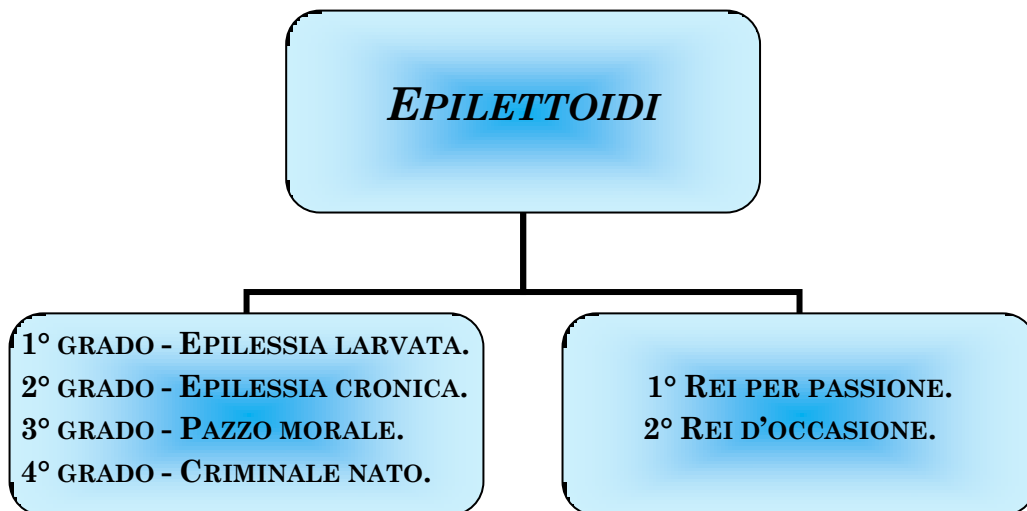 EPILETTOIDI
1° GRADO - EPILESSIA LARVATA.
2° GRADO - EPILESSIA CRONICA.
3° GRADO - PAZZO MORALE.
4° GRADO - CRIMINALE NATO.
1° REI PER PASSIONE.
2° REI D’OCCASIONE.